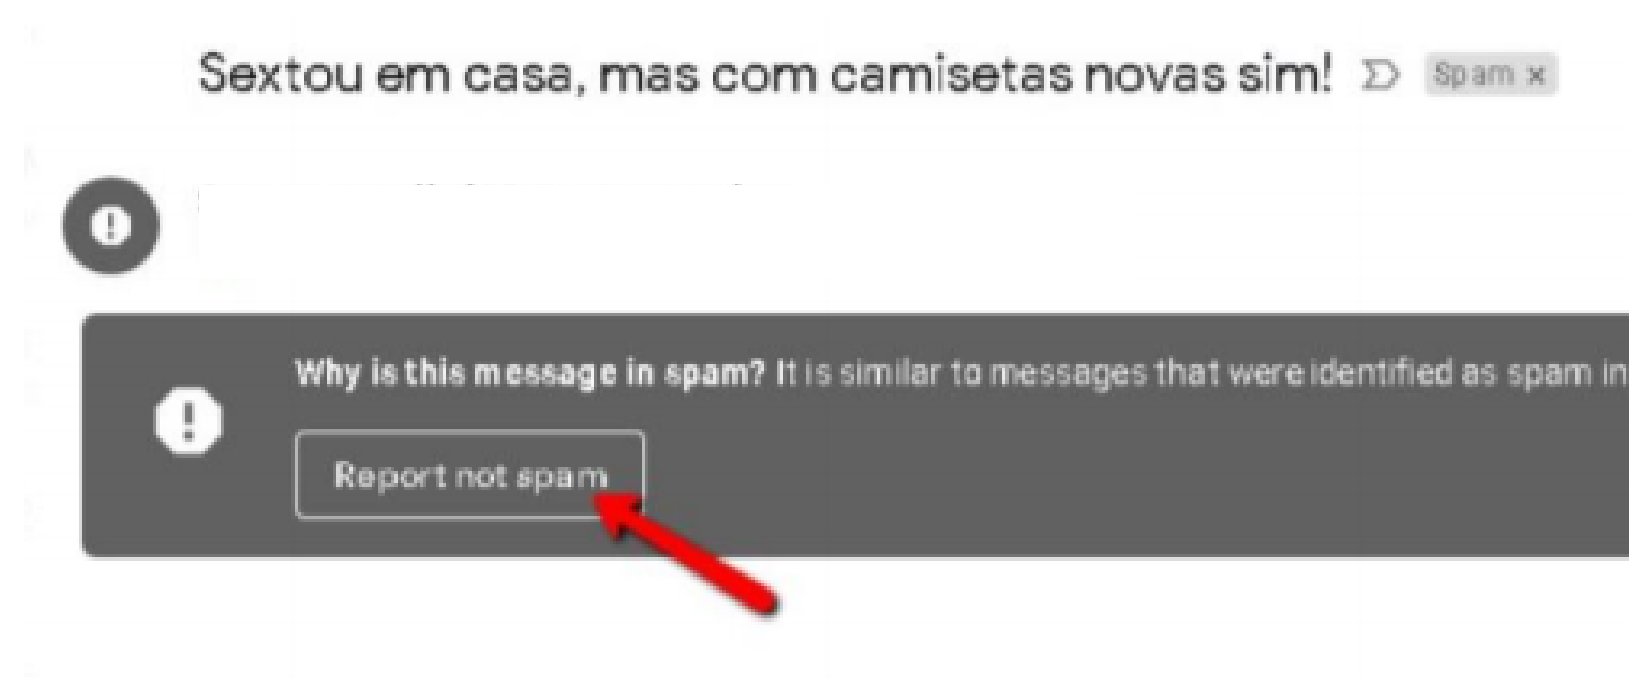 Sextou em casa, mas com camisetas novas sim! Spam x
Why is this message in spam? It is similar to messages that were identified as spam in
Report not spam